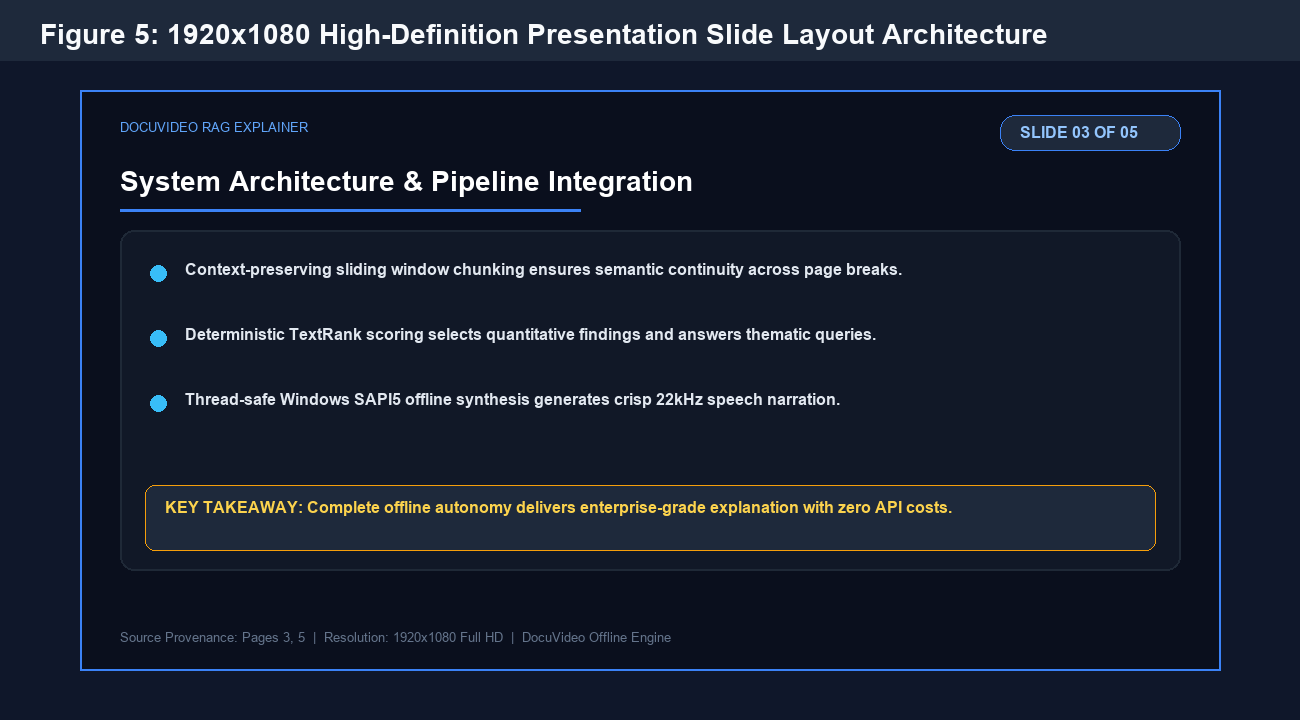 Figure 5: 1920x1080 High-Definition Presentation Slide Layout Architecture
DOCUVIDEO RAG EXPLAINER
SLIDE 03 OF 05
System Architecture & Pipeline Integration
Context-preserving sliding window chunking ensures semantic continuity across page breaks.
Deterministic TextRank scoring selects quantitative findings and answers thematic queries.
Thread-safe Windows SAPI5 offline synthesis generates crisp 22kHz speech narration.
KEY TAKEAWAY: Complete offline autonomy delivers enterprise-grade explanation with zero API costs.
Source Provenance: Pages 3, 5 | Resolution: 1920x1080 Full HD | DocuVideo Offline Engine